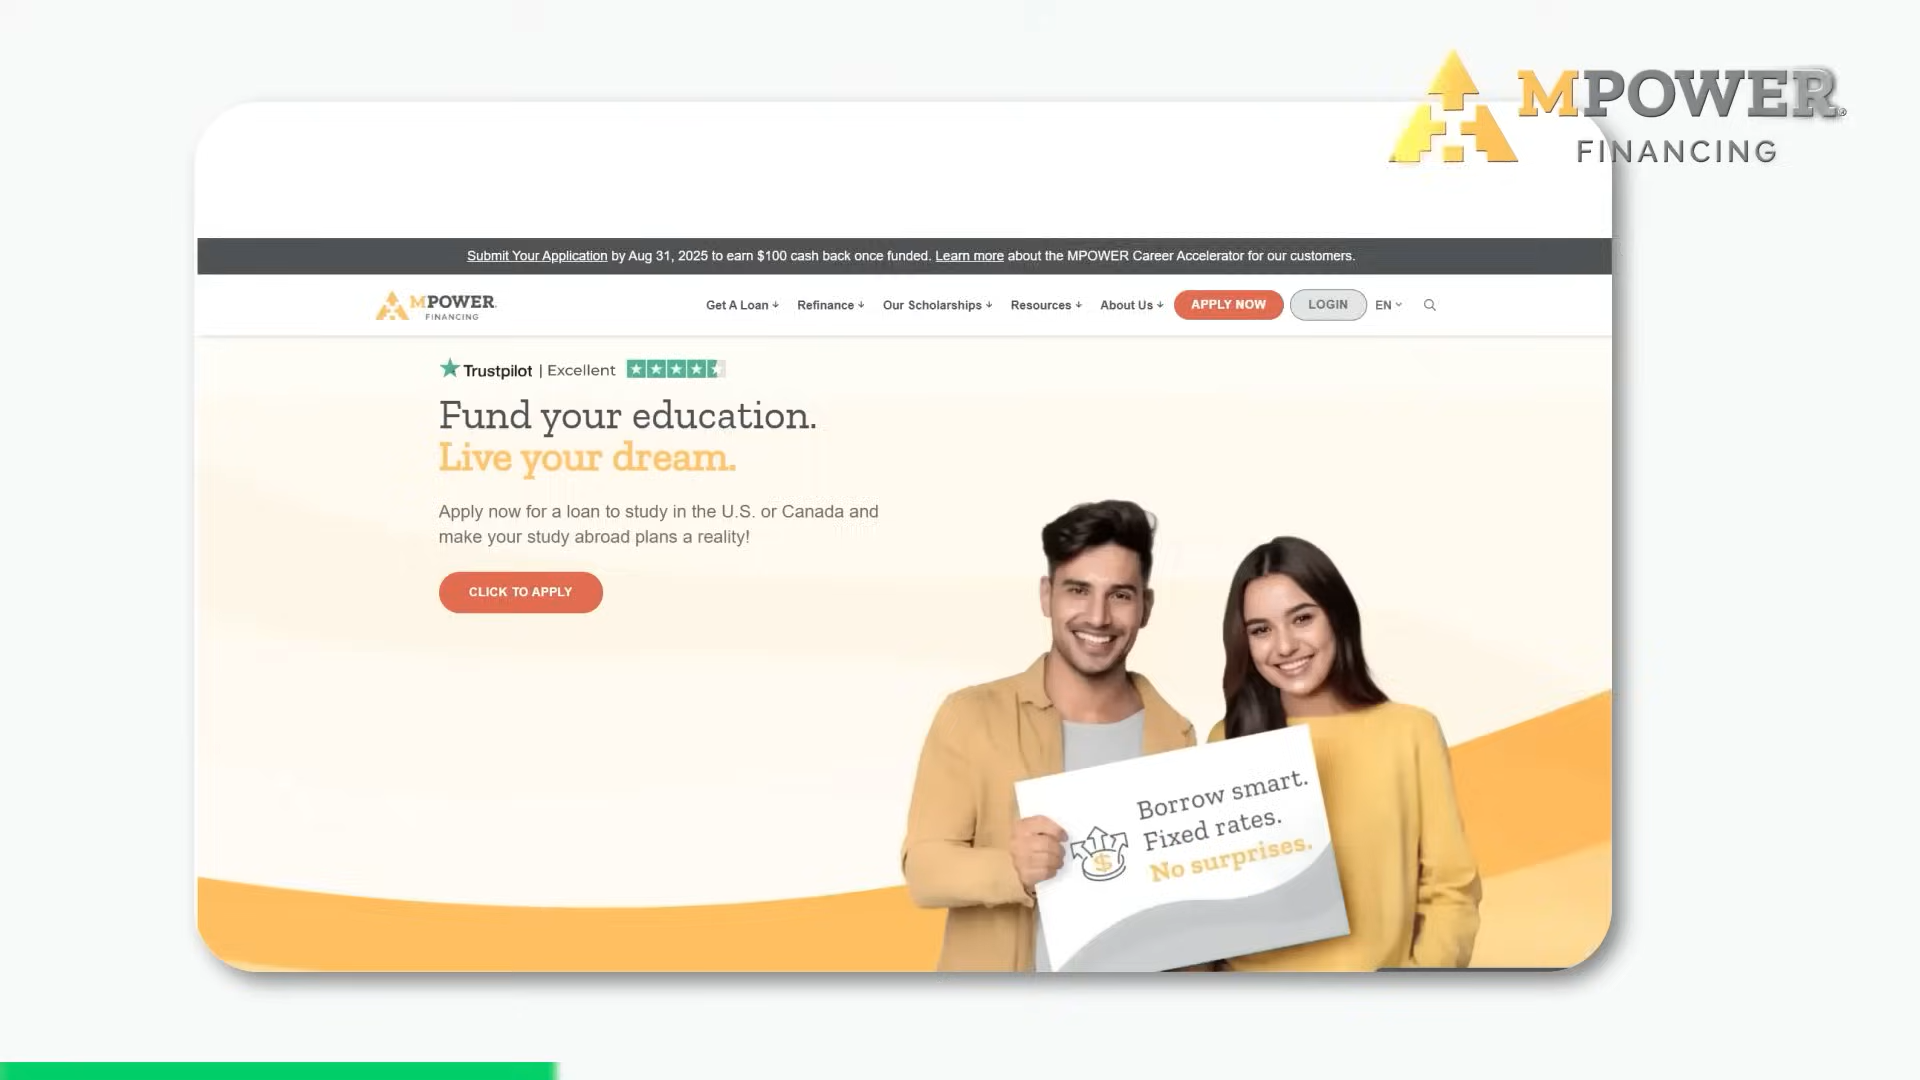 MPOWER®
FINANCING
Submit Your Application by Aug 31, 2025 to earn $100 cash back once funded. Learn more about the MPOWER Career Accelerator for our customers.
MPOWER
FINANCING
Get A Loan Refinance Our Scholarships Resources About Us APPLY NOW LOGIN EN
Trustpilot | Excellent
Fund your education.
Live your dream.
Apply now for a loan to study in the U.S. or Canada and
make your study abroad plans a reality!
CLICK TO APPLY
Borrow smart.
Fixed rates.
No surprises.
$